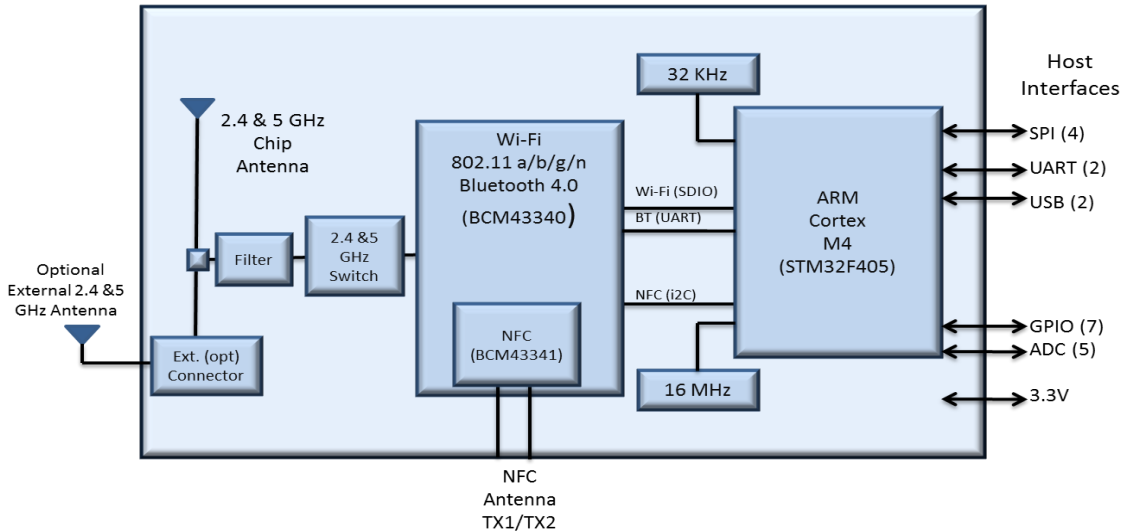 32 KHz
Host
Interfaces
2.4 & 5 GHz
Chip
Antenna
Wi-Fi
802.11 a/b/g/n
Bluetooth 4.0
(BCM43340)
SPI (4)
UART (2)
USB (2)
Wi-Fi (SDIO)
BT (UART)
ARM
Cortex
M4
(STM32F405)
Filter
2.4 &5
GHz
Switch
Optional
External 2.4 &5
GHz Antenna
NFC (i2C)
NFC
(BCM43341)
GPIO (7)
ADC (5)
Ext. (opt)
Connector
16 MHz
3.3V
NFC
Antenna
TX1/TX2